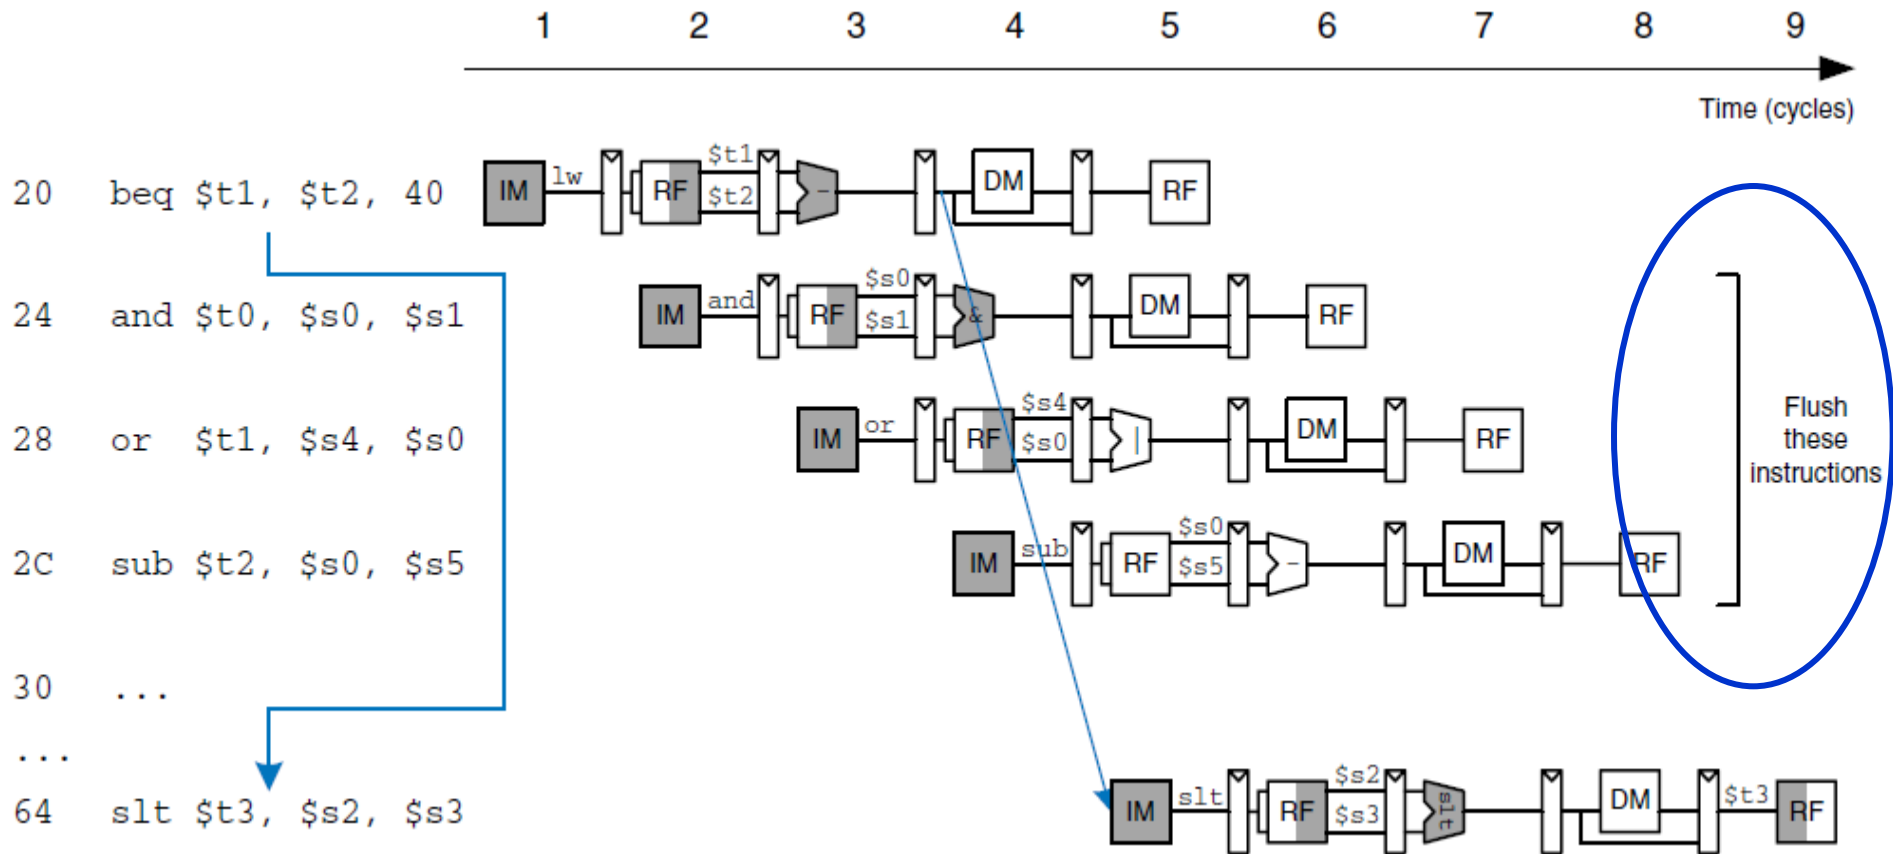 1 2 3 4 5 6 7 8 9
Time (cycles)
20 beq $t1, $t2, 40 IM lw RF $t1 $t2 - DM RF
24 and $t0, $s0, $s1 IM and RF $s0 $s1 & DM RF
28 or $t1, $s4, $s0 IM or RF $s4 $s0 | DM RF
2C sub $t2, $s0, $s5 IM sub RF $s0 $s5 - DM RF
Flush
these
instructions
30 ...
...
64 slt $t3, $s2, $s3 IM slt RF $s2 $s3 slt DM $t3 RF